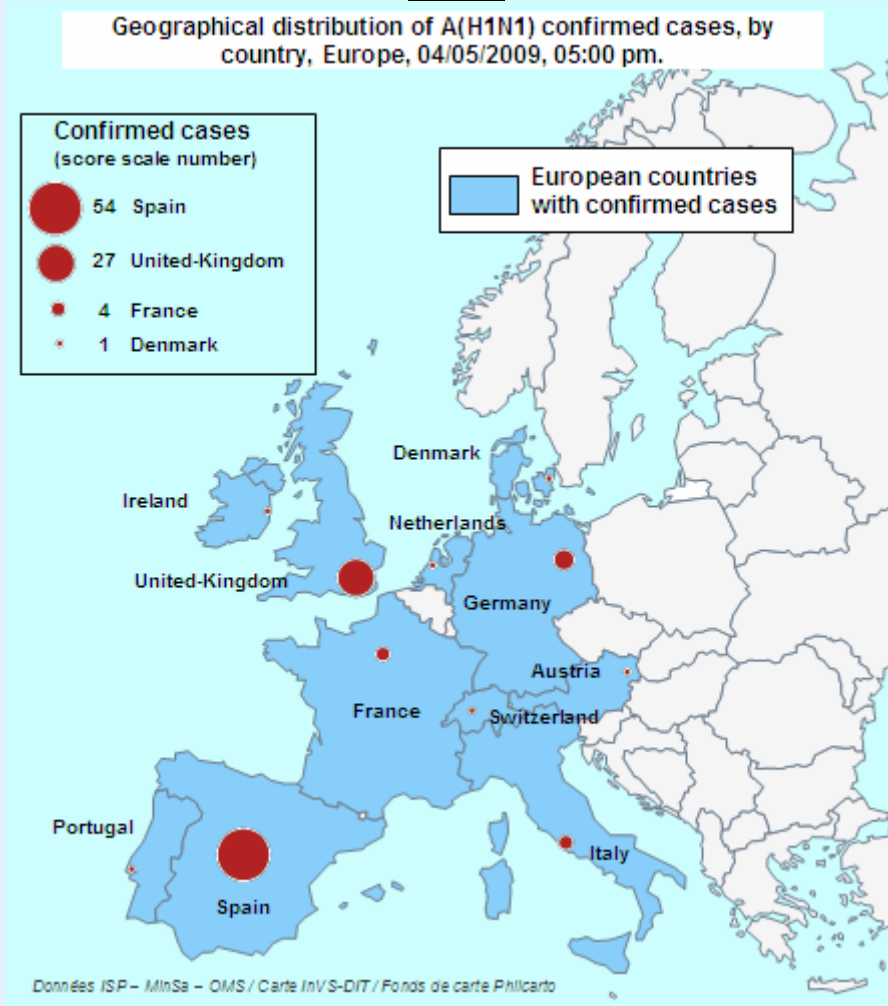 Geographical distribution of A(H1N1) confirmed cases, by
country, Europe, 04/05/2009, 05:00 pm.
Confirmed cases
(score scale number)
54 Spain
27 United-Kingdom
4 France
1 Denmark
European countries
with confirmed cases
Denmark
Ireland
Netherlands
United-Kingdom
Germany
Austria
France
Switzerland
Portugal
Italy
Spain
Données ISP – MinSa – OMS / Carte InVS-DIT / Fonds de carte Philcarto